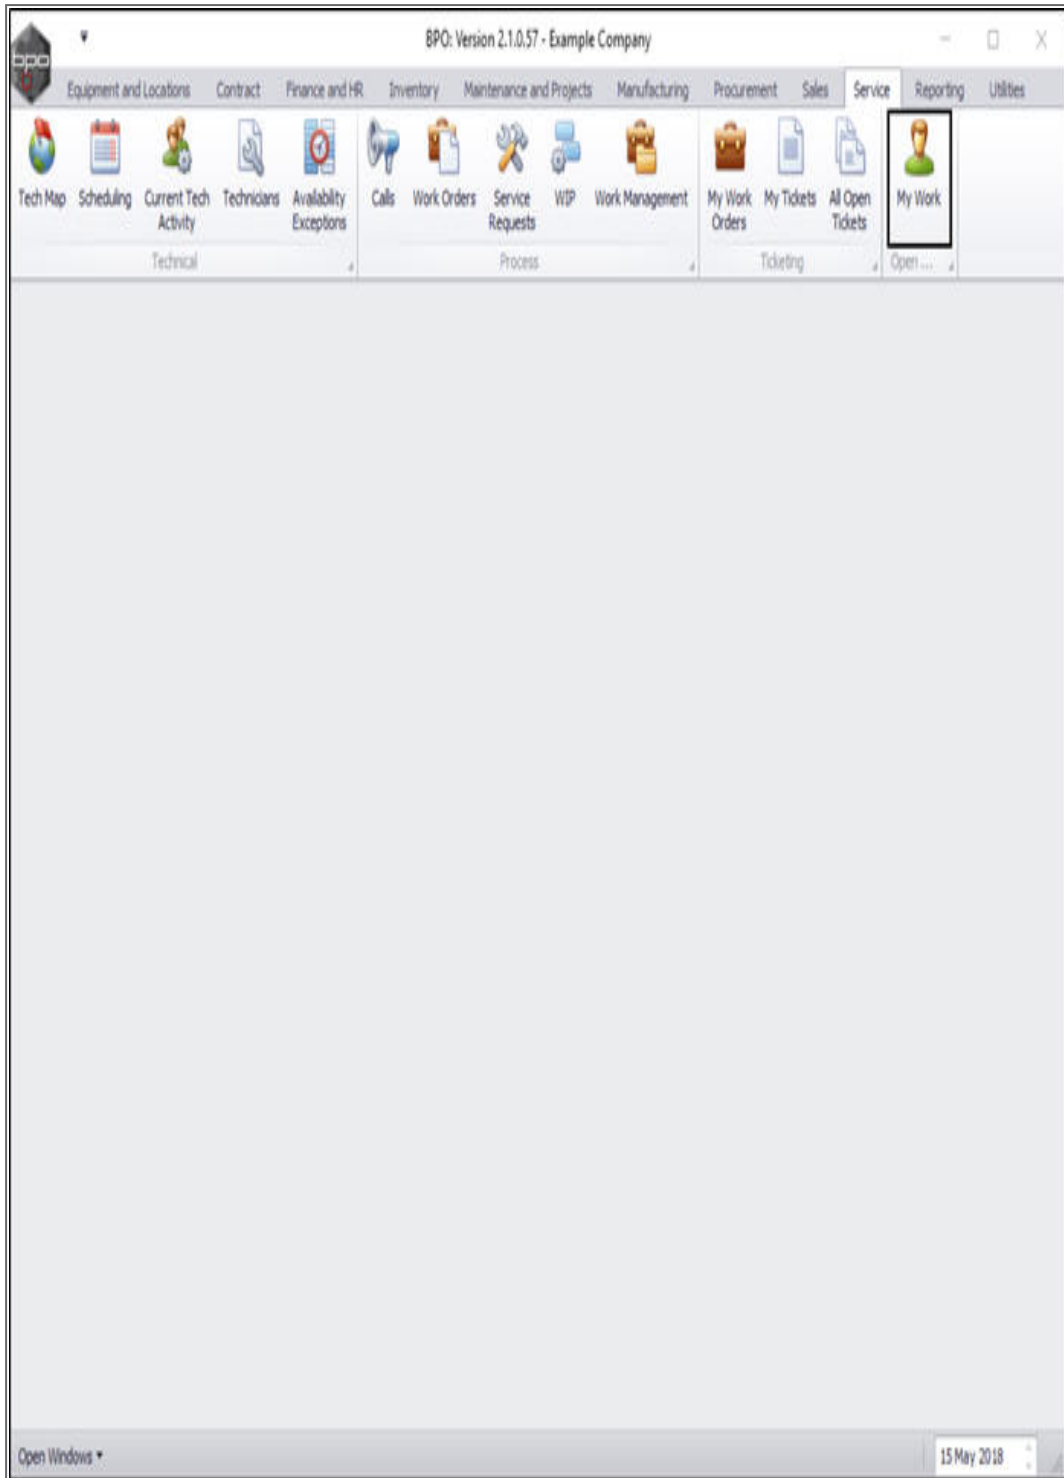 BPO: Version 2.1.0.57 - Example Company
bpo
Equipment and Locations Contract Finance and HR Inventory Maintenance and Projects Manufacturing Procurement Sales Service Reporting Utilities
Tech Map Scheduling Current Tech Technicians Availability Calls Work Orders Service WIP Work Management My Work My Tickets All Open My Work
Activity Exceptions Requests Orders Tickets
Technical Process Ticketing Open ...
Open Windows 15 May 2018